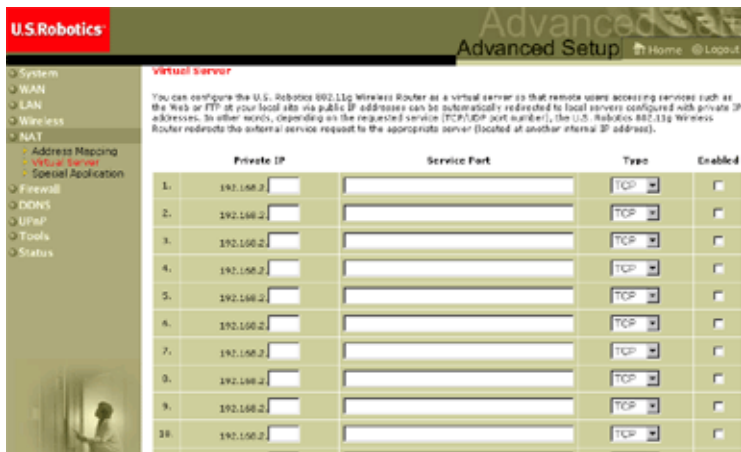 U.S.Robotics
Advanced Setup
Home Logout
System
WAN
LAN
Wireless
NAT
Address Mapping
Virtual Server
Special Application
Firewall
DDNS
UPnP
Tools
Status
Virtual Server
You can configure the U.S. Robotics 802.11g Wireless Router as a virtual server so that remote users accessing services such as
the Web or FTP at your local site via public IP addresses can be automatically redirected to local servers configured with private IP
addresses. In other words, depending on the requested service (TCP/UDP port number), the U.S. Robotics 802.11g Wireless
Router redirects the external service request to the appropriate server (located at another internal IP address).
Private IP Service Port Type Enabled
1. 192.168.2. TCP
2. 192.168.2. TCP
3. 192.168.2. TCP
4. 192.168.2. TCP
5. 192.168.2. TCP
6. 192.168.2. TCP
7. 192.168.2. TCP
8. 192.168.2. TCP
9. 192.168.2. TCP
10. 192.168.2. TCP